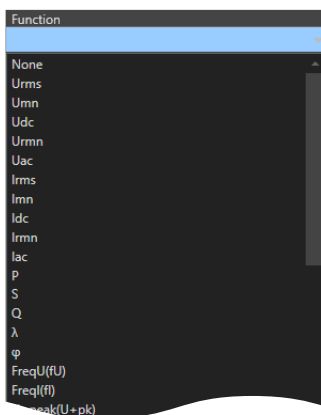 Function
None
Urms
Umn
Udc
Urmn
Uac
Irms
Imn
Idc
Irmn
Iac
P
S
Q
λ
φ
FreqU(fU)
FreqI(fI)